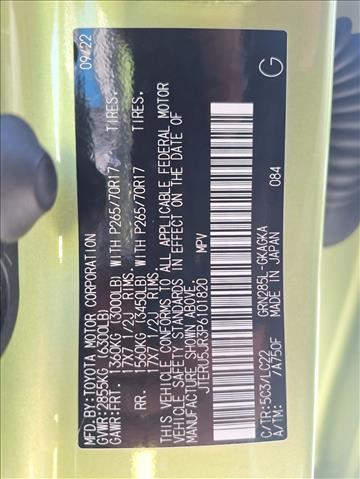 MFD.BY:TOYOTA MOTOR CORPORATION 09/22
GVWR:2855KG(6300LB)
GAWR:FRT. 1360KG (3000LB) WITH P265/70R17 TIRES.
17X7 1/2J RIMS.
RR. 1560KG (3450LB) WITH P265/70R17 TIRES.
17X7 1/2J RIMS.
THIS VEHICLE CONFORMS TO ALL APPLICABLE FEDERAL MOTOR
VEHICLE SAFETY STANDARDS IN EFFECT ON THE DATE OF
MANUFACTURE SHOWN ABOVE.
JTERU5JR3P6101820 MPV
GRN285L-GKAGKA 084
C/TR:5C3/LC22 MADE IN JAPAN
A/TM: /A750F
G